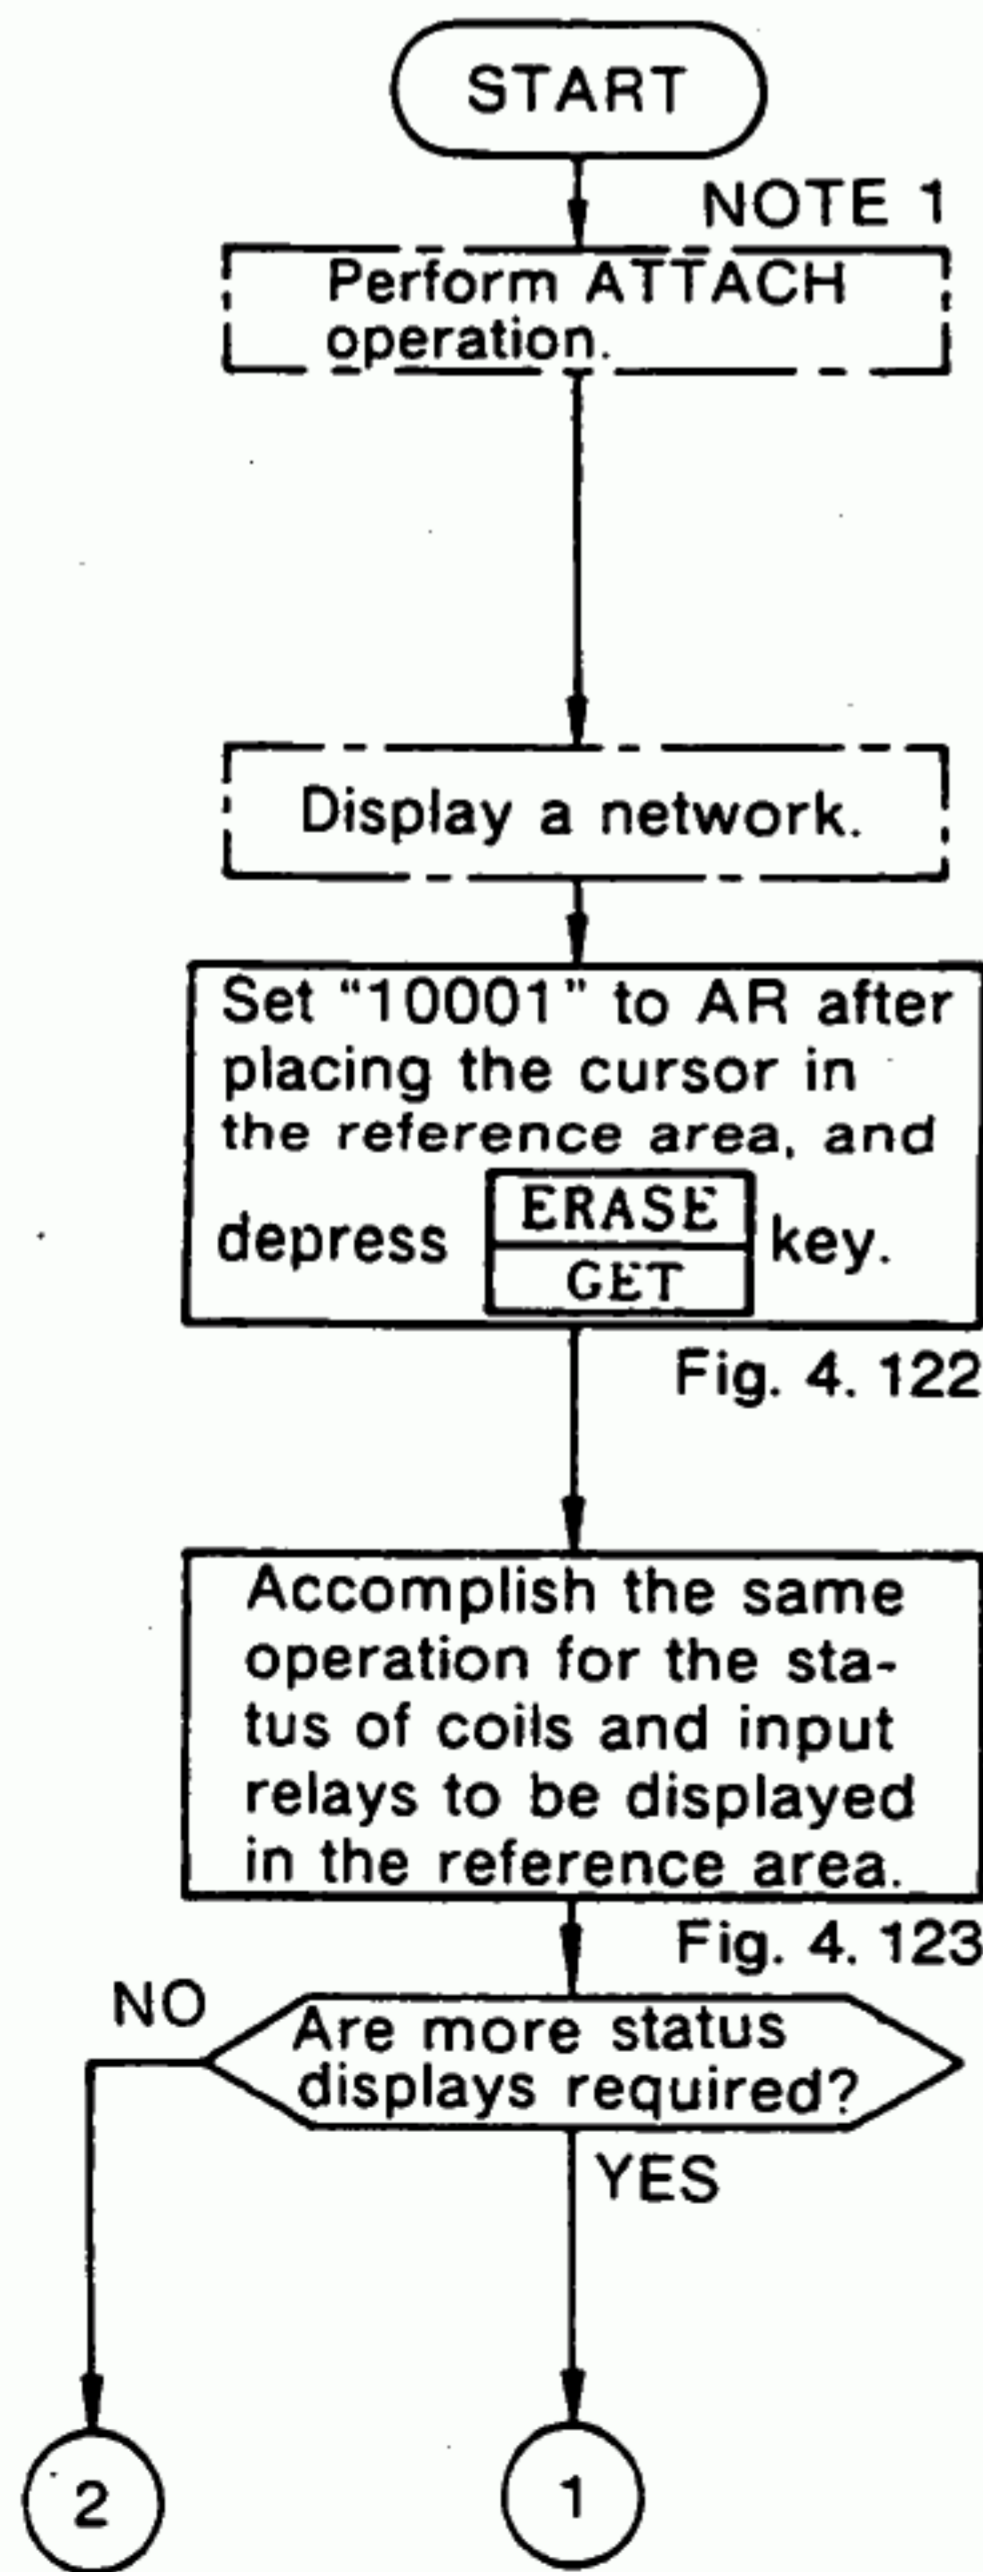 START
NOTE 1
Perform ATTACH
operation.
Display a network.
Set “10001” to AR after
placing the cursor in
the reference area, and
depress ERASE GET key.
Fig. 4. 122
Accomplish the same
operation for the sta-
tus of coils and input
relays to be displayed
in the reference area.
Fig. 4. 123
NO
Are more status
displays required?
YES
2
1